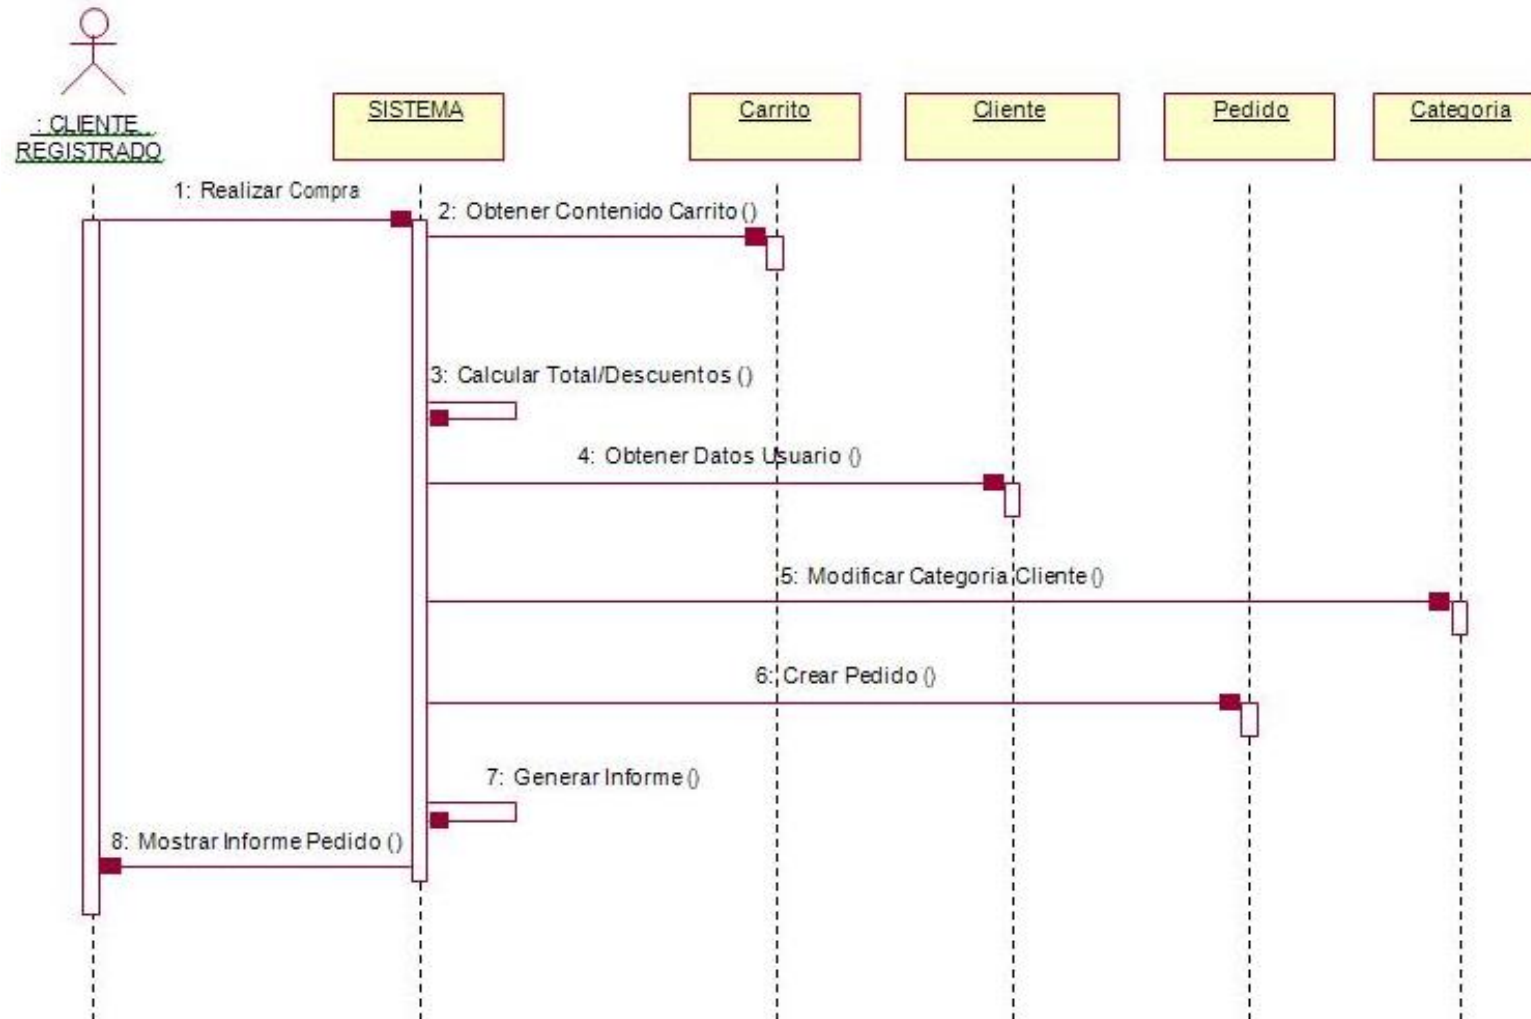 : CLIENTE
REGISTRADO
SISTEMA
Carrito
Cliente
Pedido
Categoria
1: Realizar Compra
2: Obtener Contenido Carrito ()
3: Calcular Total/Descuentos ()
4: Obtener Datos Usuario ()
5: Modificar Categoria Cliente ()
6: Crear Pedido ()
7: Generar Informe ()
8: Mostrar Informe Pedido ()